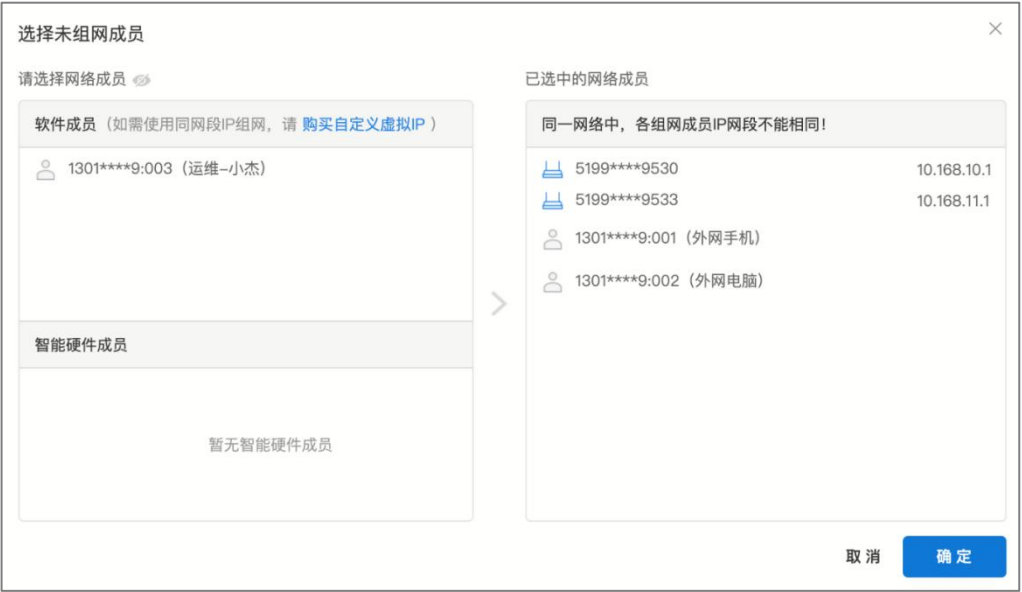 选择未组网成员
请选择网络成员
软件成员（如需使用同网段IP组网，请 购买自定义虚拟IP ）
1301****9:003（运维-小杰）
智能硬件成员
暂无智能硬件成员
已选中的网络成员
同一网络中，各组网成员IP网段不能相同！
5199****9530 10.168.10.1
5199****9533 10.168.11.1
1301****9:001（外网手机）
1301****9:002（外网电脑）
取消 确定